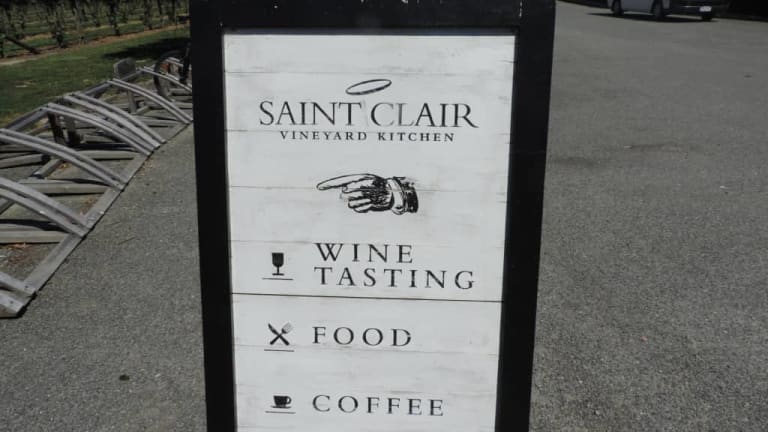 SAINT CLAIR
VINEYARD KITCHEN
WINE
TASTING
FOOD
COFFEE